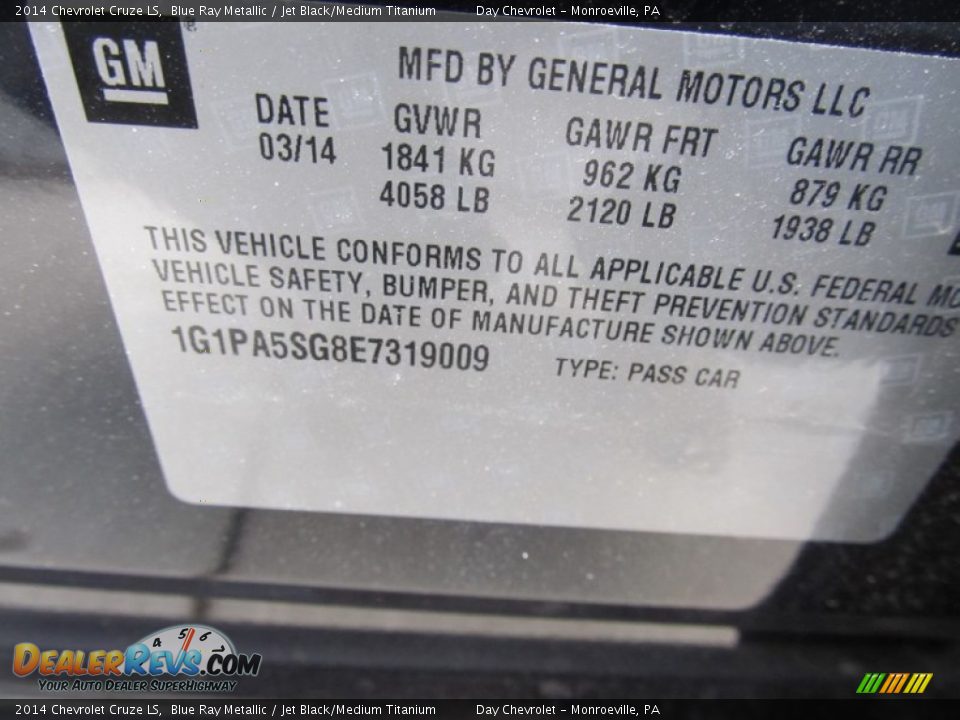 2014 Chevrolet Cruze LS, Blue Ray Metallic / Jet Black/Medium Titanium Day Chevrolet - Monroeville, PA
GM
MFD BY GENERAL MOTORS LLC
DATE GVWR GAWR FRT GAWR RR
03/14 1841 KG 962 KG 879 KG
4058 LB 2120 LB 1938 LB
THIS VEHICLE CONFORMS TO ALL APPLICABLE U.S. FEDERAL MO
VEHICLE SAFETY, BUMPER, AND THEFT PREVENTION STANDARDS
EFFECT ON THE DATE OF MANUFACTURE SHOWN ABOVE.
1G1PA5SG8E7319009 TYPE: PASS CAR
4 5 6
DEALERREVS.COM
YOUR AUTO DEALER SUPERHIGHWAY
2014 Chevrolet Cruze LS, Blue Ray Metallic / Jet Black/Medium Titanium Day Chevrolet - Monroeville, PA